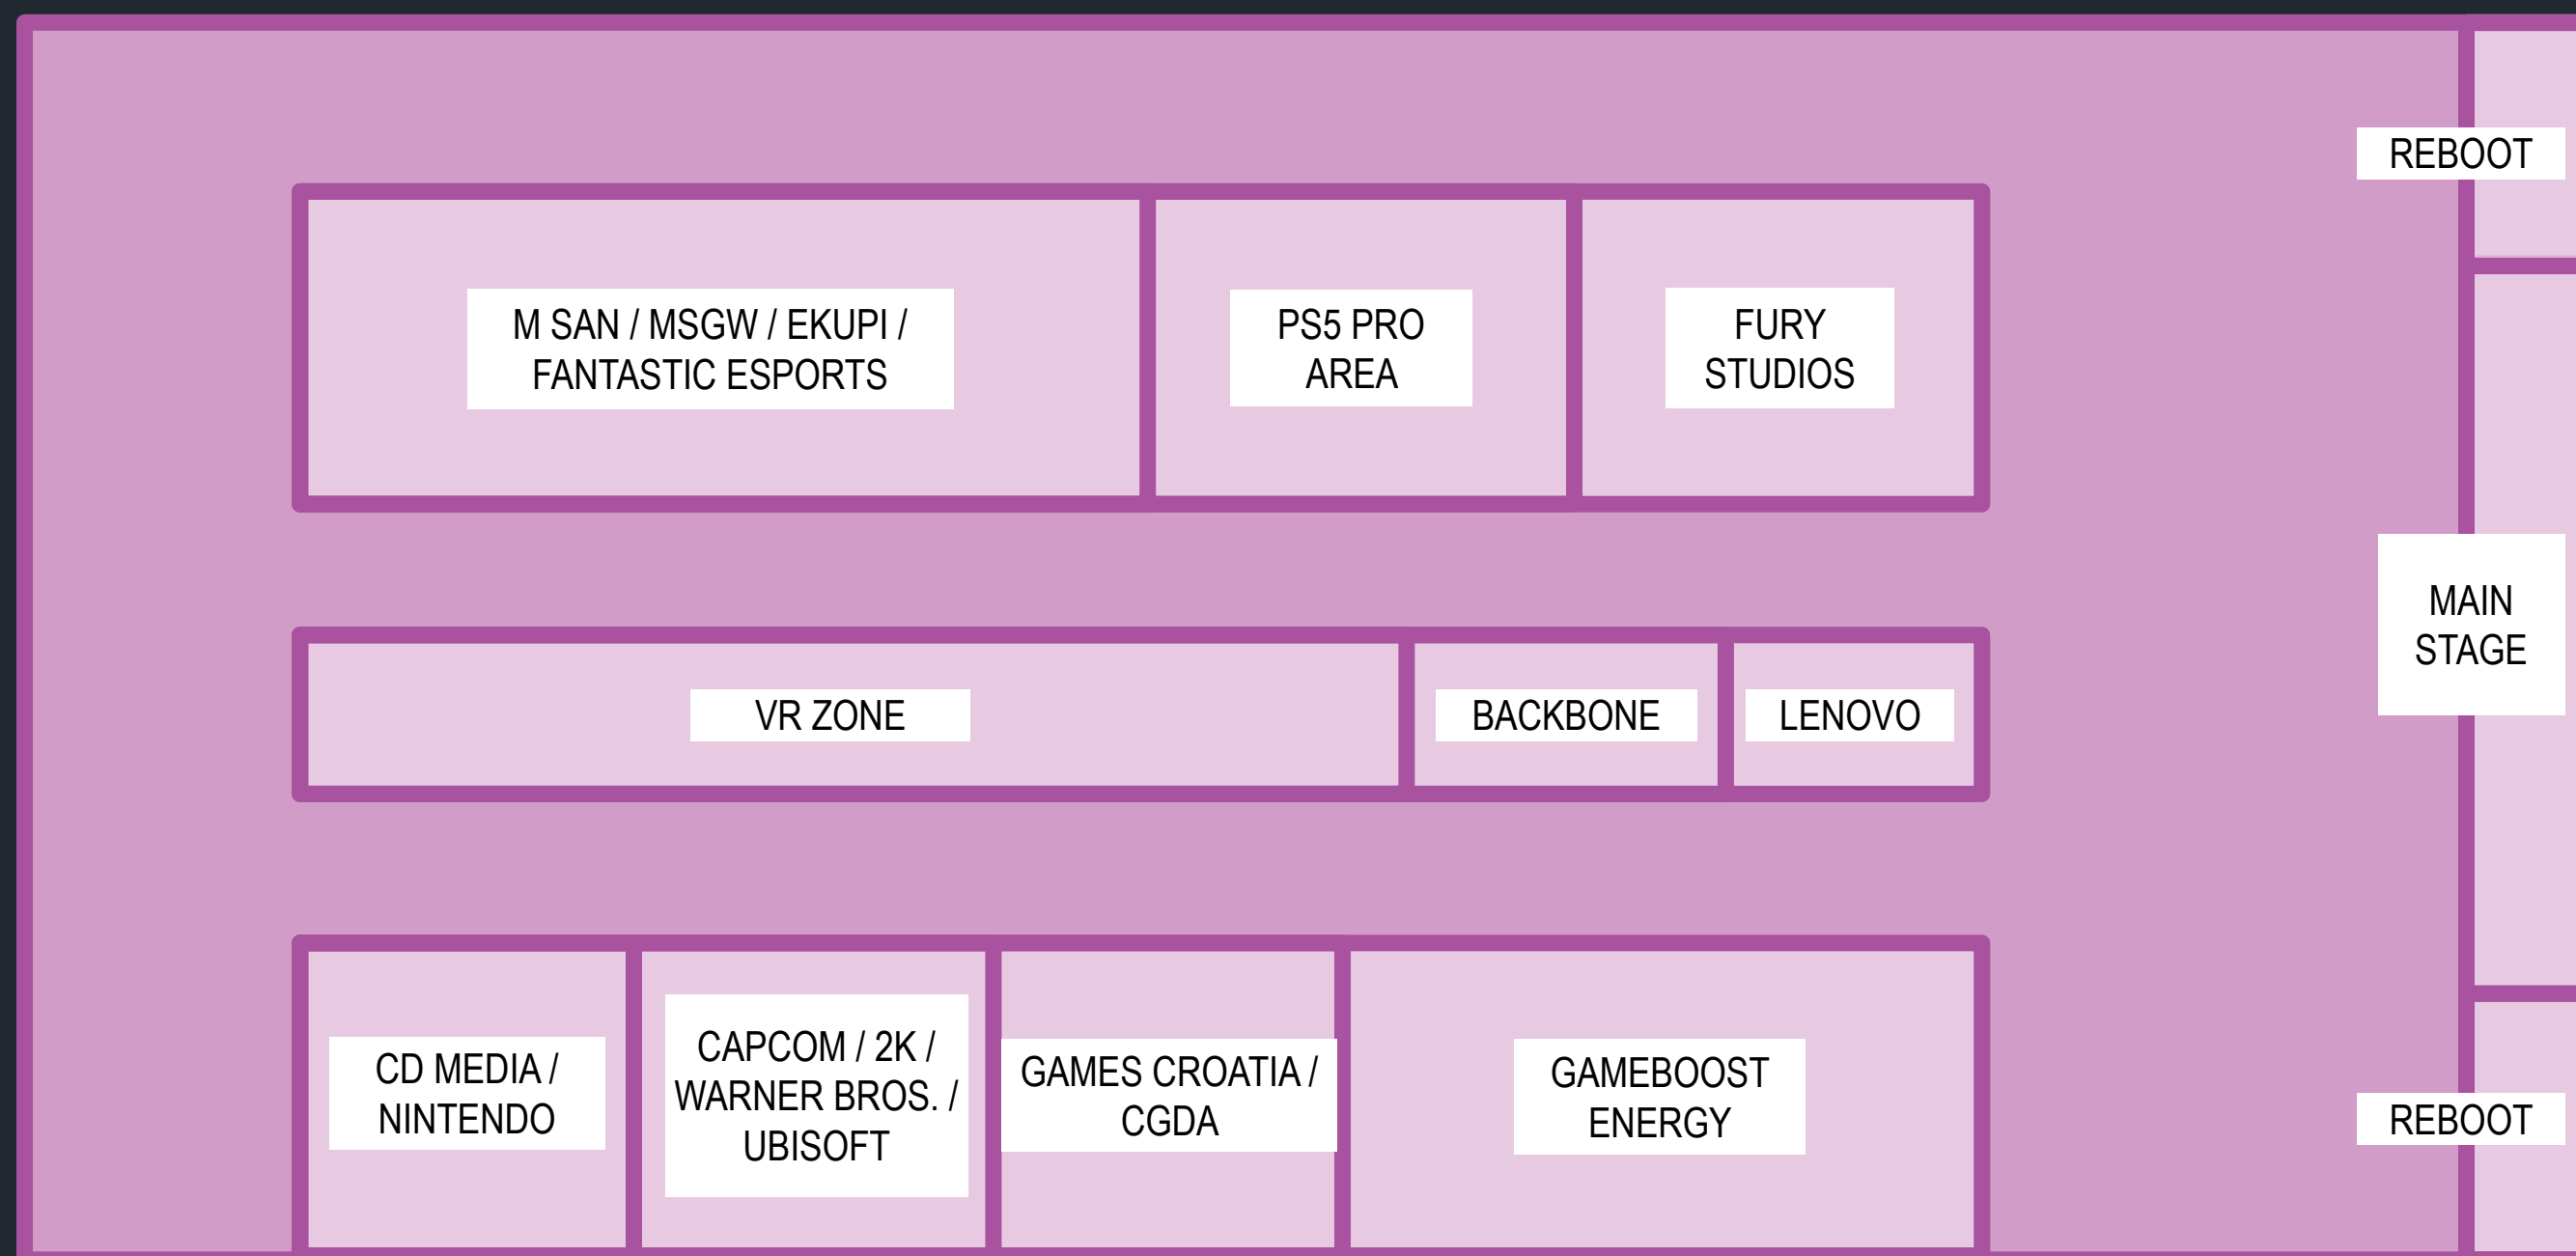 REBOOT
M SAN / MSGW / EKUPI /
FANTASTIC ESPORTS
PS5 PRO
AREA
FURY
STUDIOS
MAIN
STAGE
VR ZONE
BACKBONE
LENOVO
CD MEDIA /
NINTENDO
CAPCOM / 2K /
WARNER BROS. /
UBISOFT
GAMES CROATIA /
CGDA
GAMEBOOST
ENERGY
REBOOT